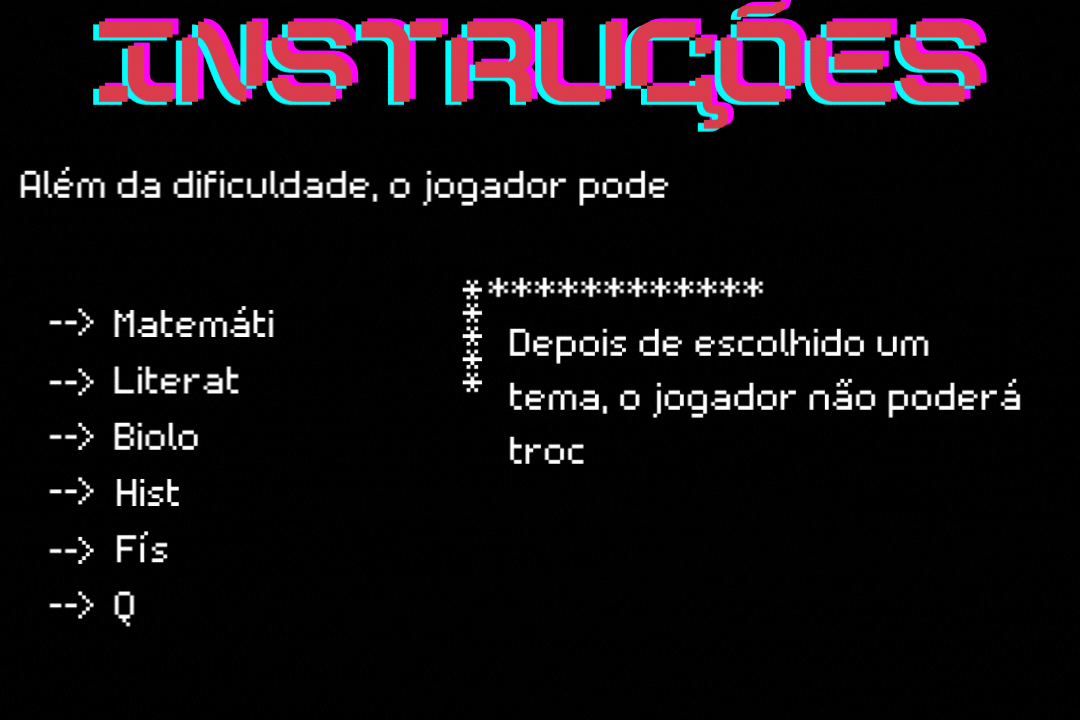 INSTRUÇÕES
Além da dificuldade, o jogador pode
--> Matemáti
--> Literat
--> Biolo
--> Hist
--> Fís
--> Q
*************
*
*
*
*
Depois de escolhido um
tema, o jogador não poderá
troc